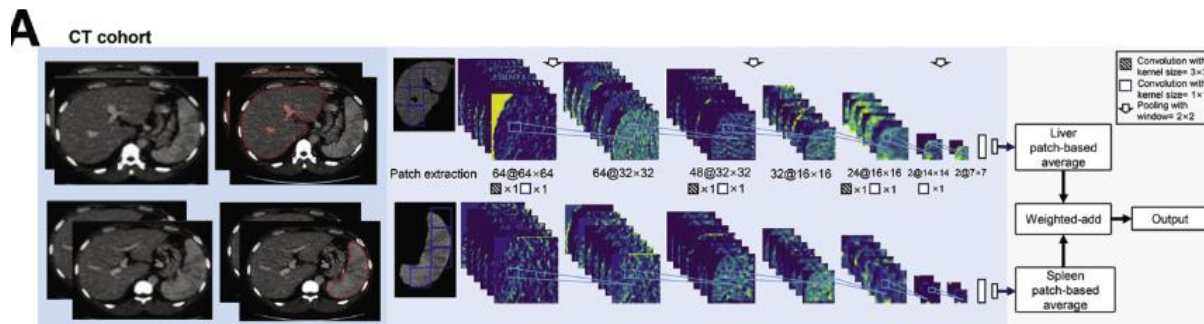 A
CT cohort
Patch extraction
64@64×64
×1 ×1
64@32×32
48@32×32
×1 ×1
32@16×16
24@16×16
×1 ×1
2@14×14
×1
2@7×7
Liver
patch-based
average
Weighted-add
Output
Spleen
patch-based
average
Convolution with
kernel size= 3×
Convolution with
kernel size= 1×
Pooling with
window= 2×2